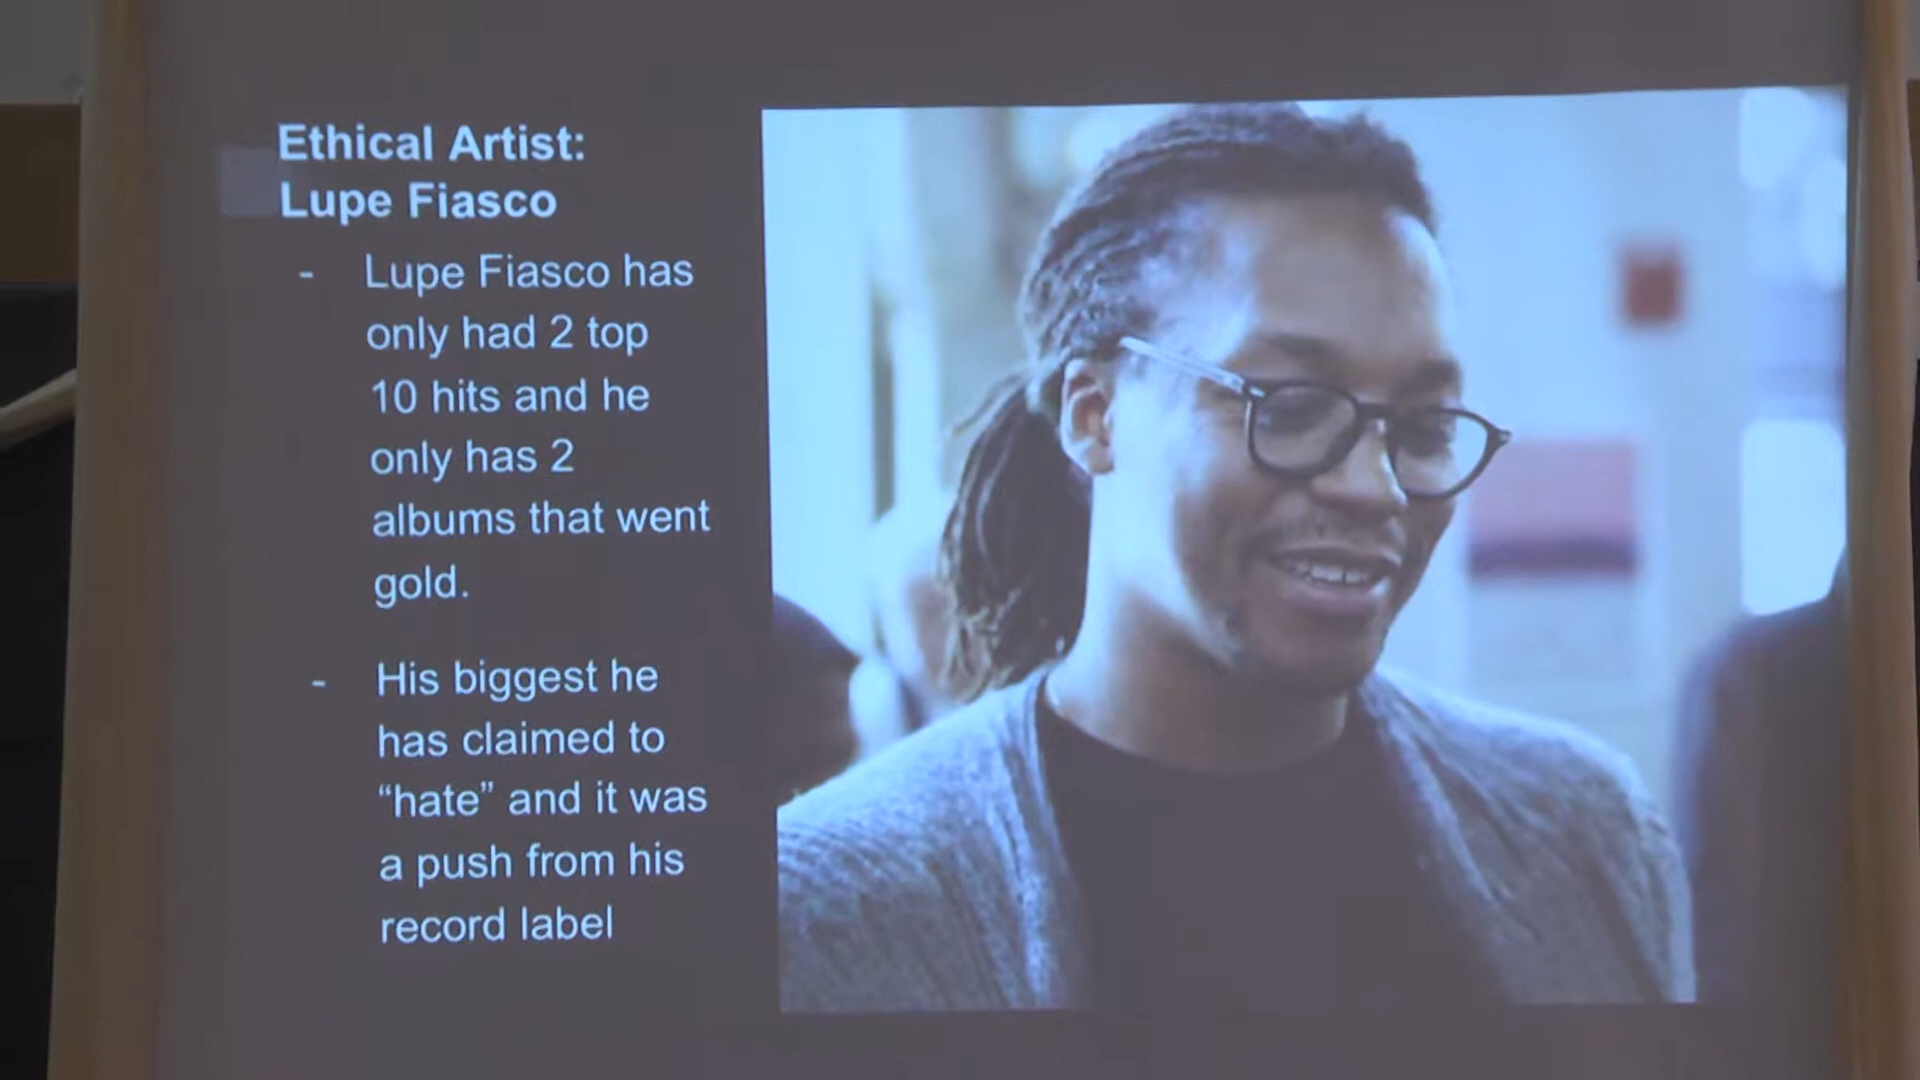 Ethical Artist:
Lupe Fiasco
- Lupe Fiasco has
only had 2 top
10 hits and he
only has 2
albums that went
gold.
- His biggest he
has claimed to
“hate” and it was
a push from his
record label